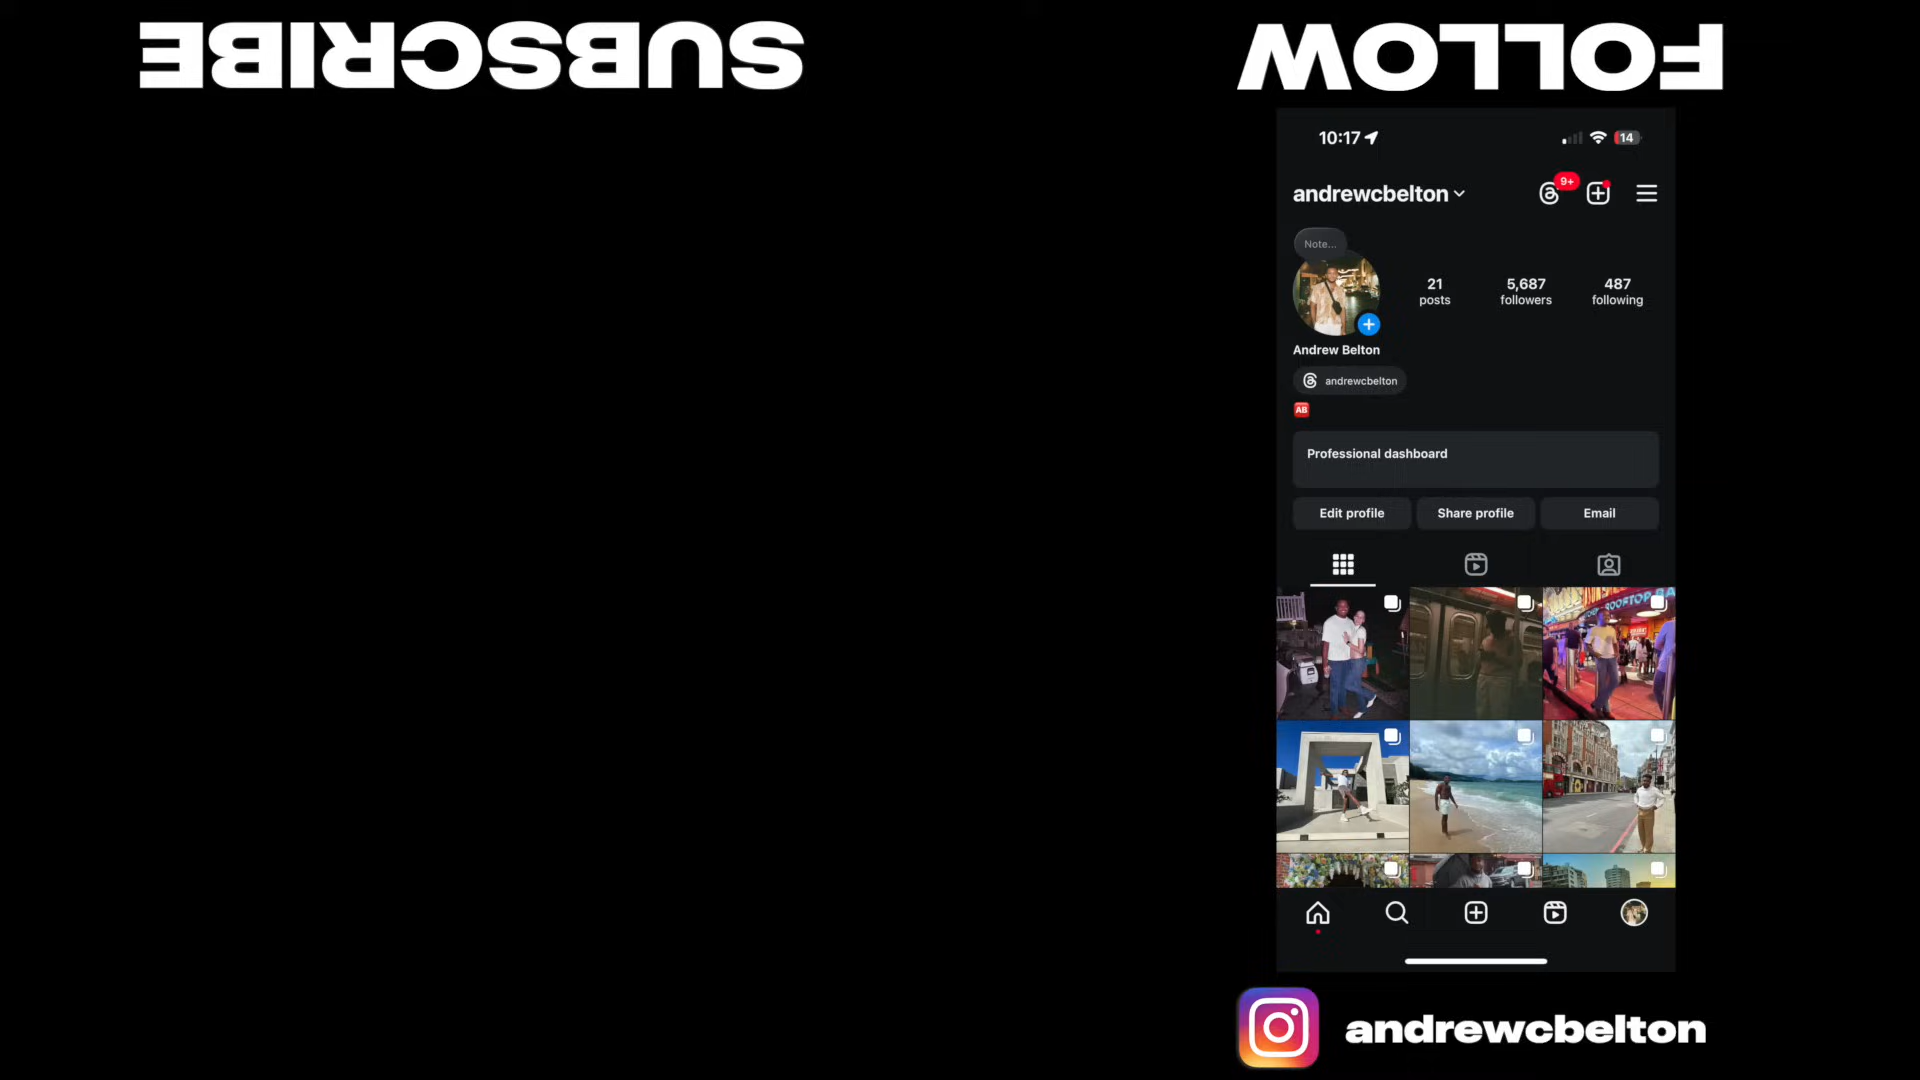 SUBSCRIBE
FOLLOW
10:17
14
andrewcbelton
9+
Note...
21
posts
5,687
followers
487
following
Andrew Belton
andrewcbelton
AB
Professional dashboard
Edit profile
Share profile
Email
ROOFTOP BA
andrewcbelton